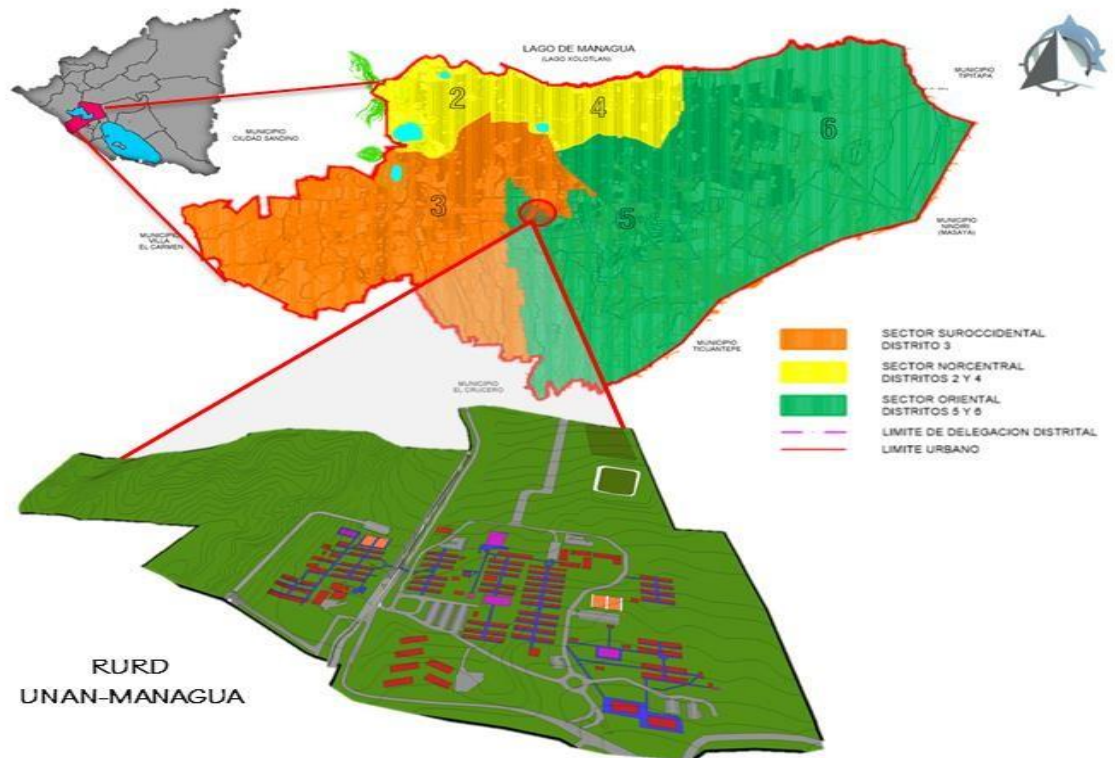 LAGO DE MANAGUA
(LAGO XOLOTLAN)
MUNICIPIO
TIPITAPA
MUNICIPIO
CIUDAD SANDINO
2
4
6
3
5
MUNICIPIO
VILLA
EL CARMEN
MUNICIPIO
NINDIRI
(MASAYA)
MUNICIPIO
TICUANTEPE
MUNICIPIO
EL CRUCERO
SECTOR SUROCCIDENTAL
DISTRITO 3
SECTOR NORCENTRAL
DISTRITOS 2 Y 4
SECTOR ORIENTAL
DISTRITOS 5 Y 6
LIMITE DE DELEGACION DISTRITAL
LIMITE URBANO
RURD
UNAN-MANAGUA